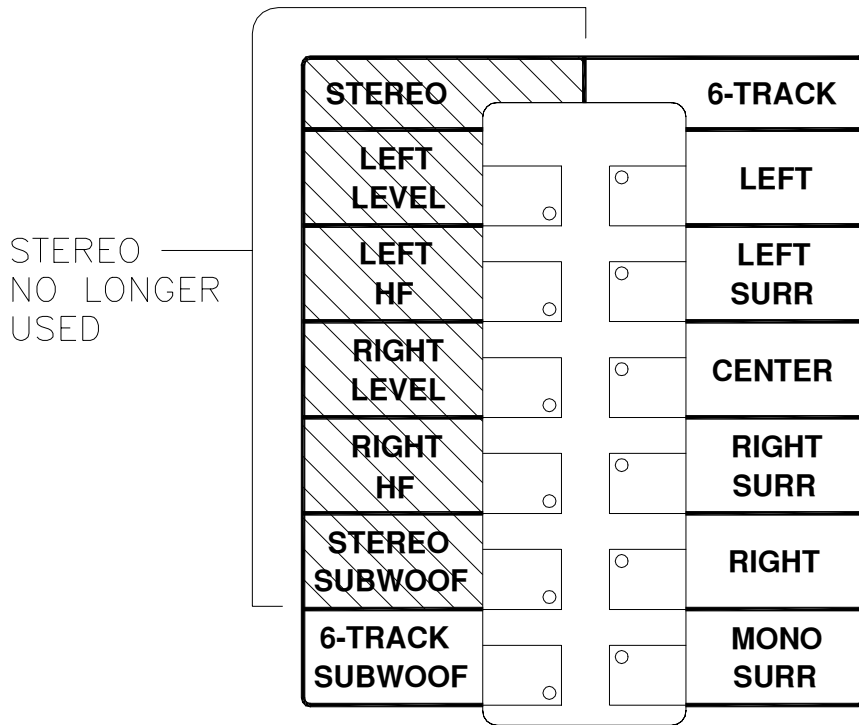 STEREO
6-TRACK
LEFT
LEVEL
LEFT
LEFT
HF
LEFT
SURR
STEREO
NO LONGER
USED
RIGHT
LEVEL
CENTER
RIGHT
HF
RIGHT
SURR
STEREO
SUBWOOF
RIGHT
6-TRACK
SUBWOOF
MONO
SURR